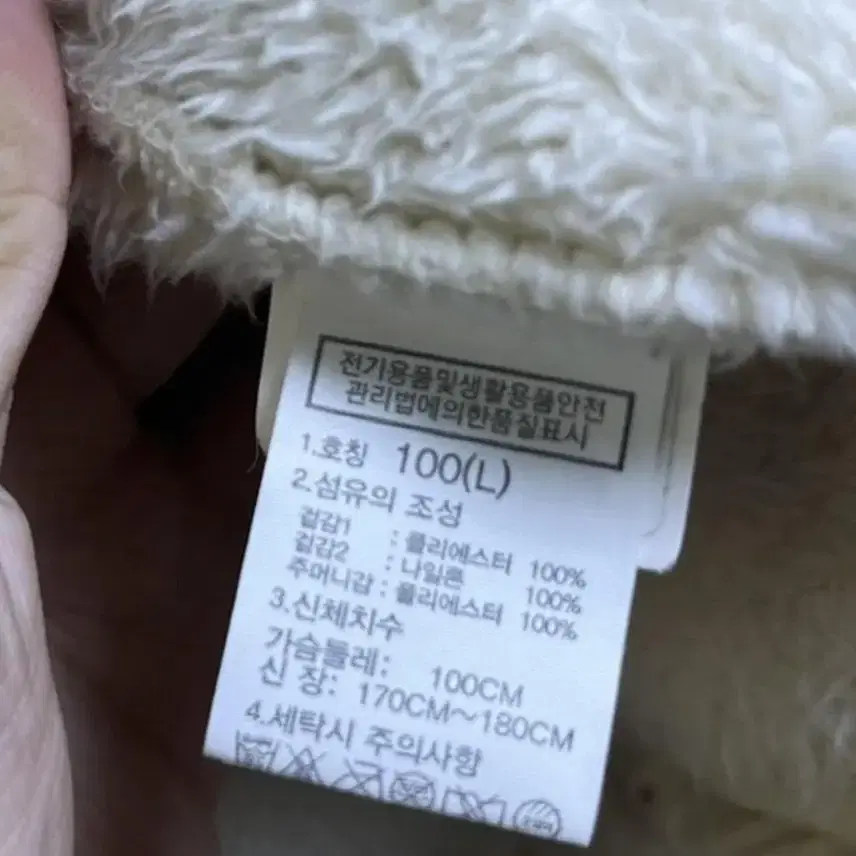 전기용품및생활용품안전
관리법에의한품질표시
1.호칭 100(L)
2.섬유의 조성
겉감1 : 폴리에스터 100%
겉감2 : 나일론 100%
주머니감 : 폴리에스터 100%
3.신체치수
가슴둘레: 100CM
신 장: 170CM~180CM
4.세탁시 주의사항